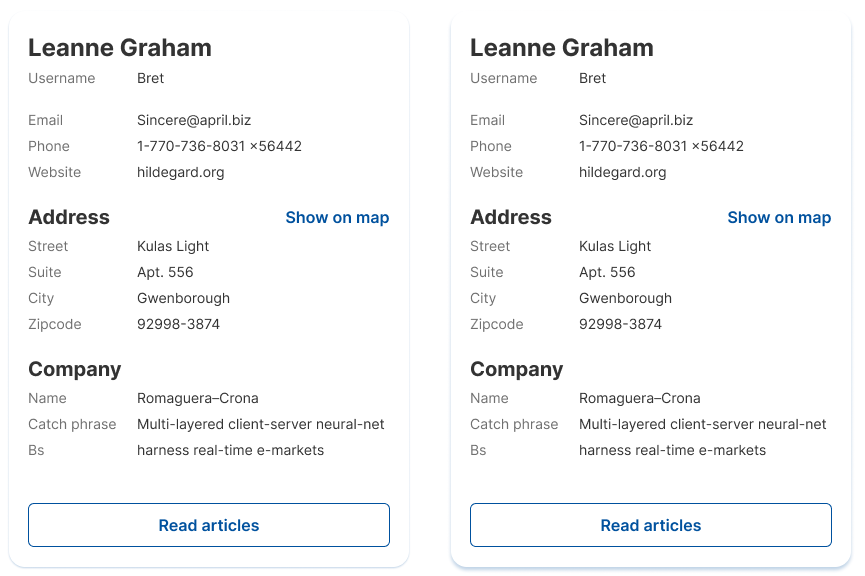 Leanne Graham
Username Bret
Email Sincere@april.biz
Phone 1-770-736-8031 ×56442
Website hildegard.org
Address Show on map
Street Kulas Light
Suite Apt. 556
City Gwenborough
Zipcode 92998-3874
Company
Name Romaguera–Crona
Catch phrase Multi-layered client-server neural-net
Bs harness real-time e-markets
Read articles
Leanne Graham
Username Bret
Email Sincere@april.biz
Phone 1-770-736-8031 ×56442
Website hildegard.org
Address Show on map
Street Kulas Light
Suite Apt. 556
City Gwenborough
Zipcode 92998-3874
Company
Name Romaguera–Crona
Catch phrase Multi-layered client-server neural-net
Bs harness real-time e-markets
Read articles